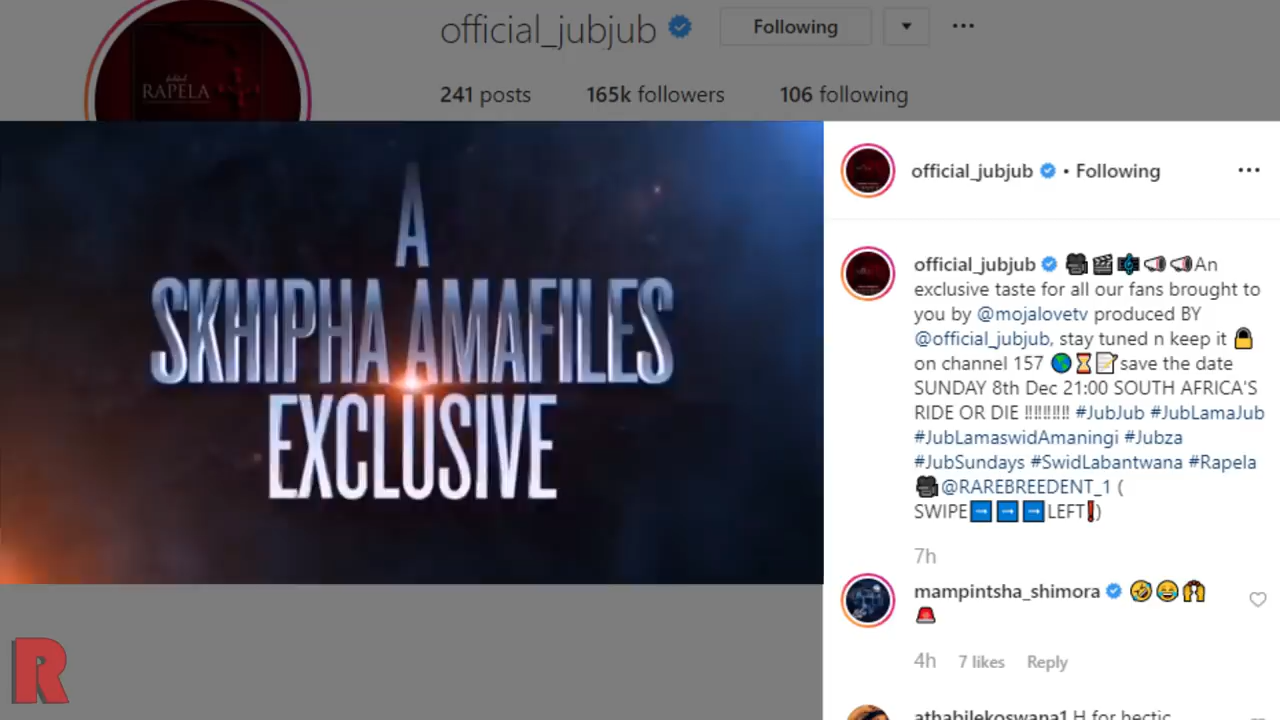 official_jubjub Following
241 posts 165k followers 106 following
RAPELA
A
SKHIPHA AMAFILES
EXCLUSIVE
official_jubjub • Following
official_jubjub 🎥🎬🎼📢📢An
exclusive taste for all our fans brought to
you by @mojalovetv produced BY
@official_jubjub, stay tuned n keep it 🔒
on channel 157 🌎⏳📝save the date
SUNDAY 8th Dec 21:00 SOUTH AFRICA'S
RIDE OR DIE ‼️‼️‼️‼️‼️ #JubJub #JubLamaJub
#JubLamaswidAmaningi #Jubza
#JubSundays #SwidLabantwana #Rapela
🎥@RAREBREEDENT_1 (
SWIPE➡️➡️➡️LEFT❗)
7h
mampintsha_shimora 🤣😂🙌
🚨
4h 7 likes Reply
athabilekoswana1 H for hectic
R